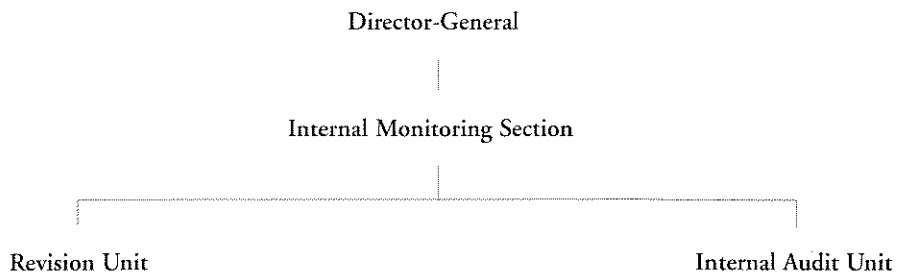 Director-General
Internal Monitoring Section
Revision Unit Internal Audit Unit